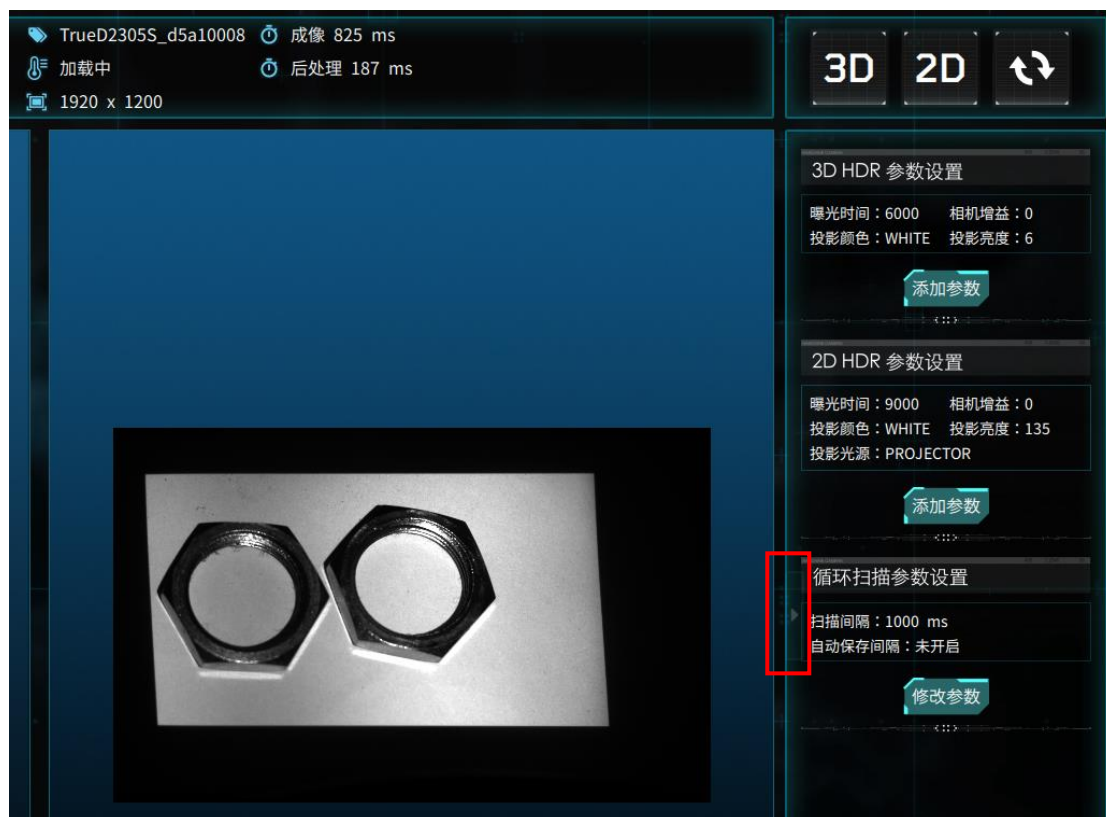 TrueD2305S_d5a10008 成像 825 ms
加载中 后处理 187 ms
1920 x 1200
3D 2D
3D HDR 参数设置
曝光时间：6000 相机增益：0
投影颜色：WHITE 投影亮度：6
添加参数
2D HDR 参数设置
曝光时间：9000 相机增益：0
投影颜色：WHITE 投影亮度：135
投影光源：PROJECTOR
添加参数
循环扫描参数设置
扫描间隔：1000 ms
自动保存间隔：未开启
修改参数